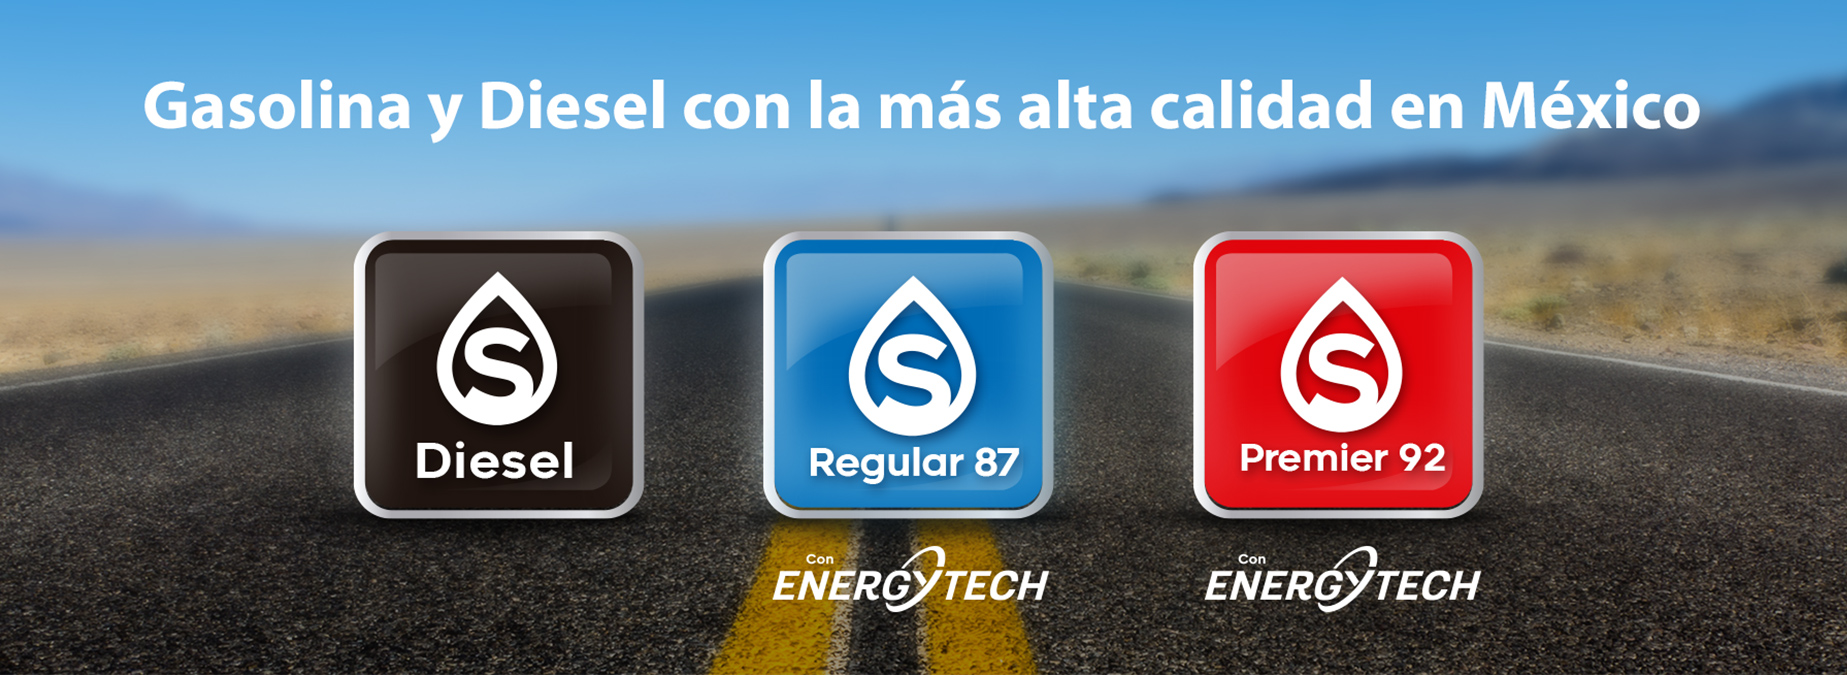 Gasolina y Diesel con la más alta calidad en México
S
Diesel
S
Regular 87
S
Premier 92
Con
ENERGYTECH
Con
ENERGYTECH